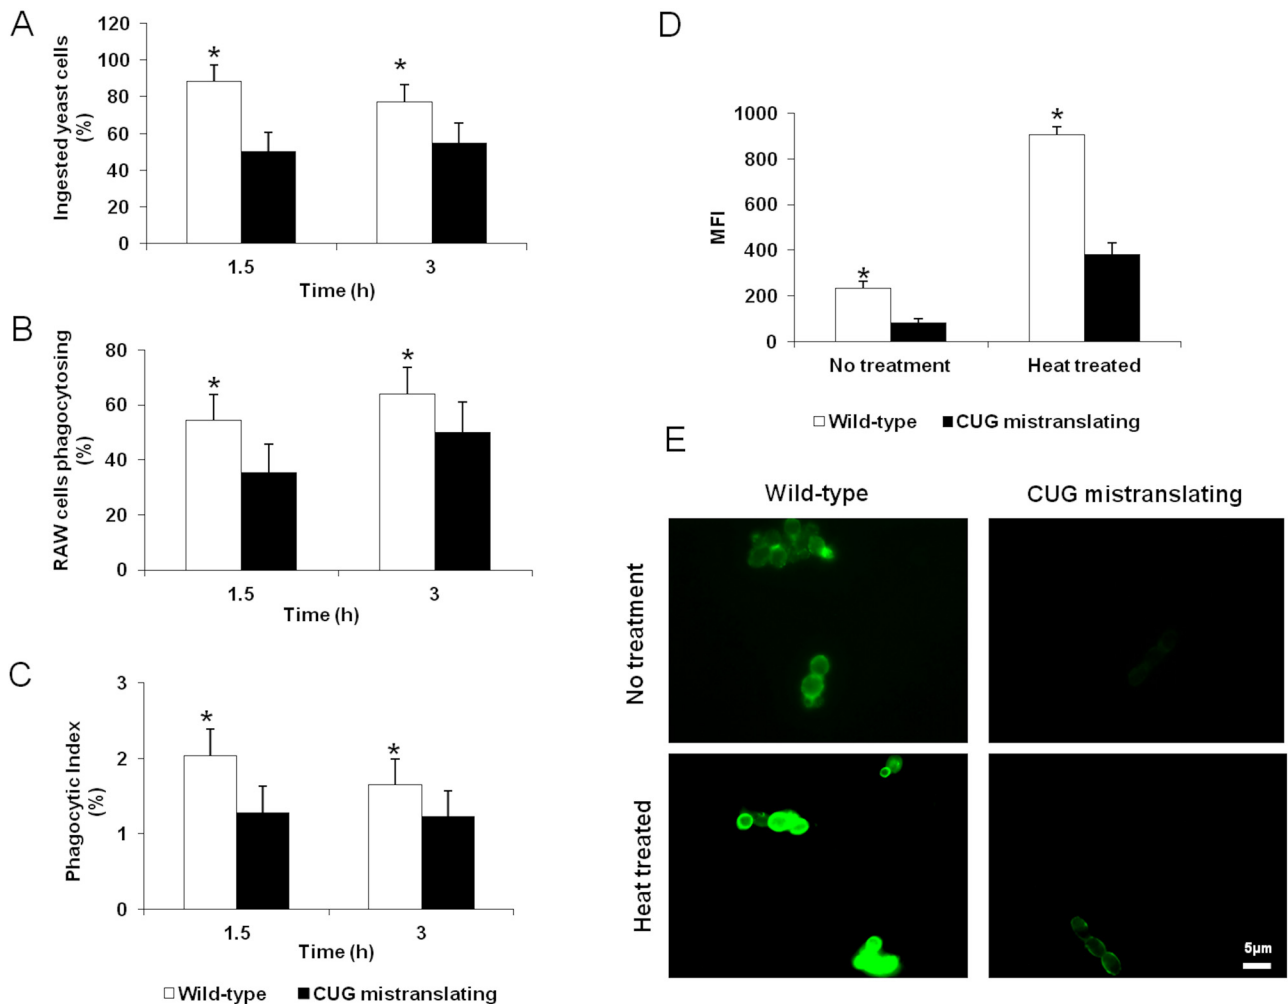 A
Ingested yeast cells
(%)
120
100
80
60
40
20
0
*
*
1.5
3
Time (h)
B
RAW cells phagocytosing
(%)
80
60
40
20
0
*
*
1.5
3
Time (h)
C
Phagocytic Index
(%)
3
2
1
0
*
*
1.5
3
Time (h)
Wild-type
CUG mistranslating
D
MFI
1000
800
600
400
200
0
*
*
No treatment
Heat treated
Wild-type
CUG mistranslating
E
Wild-type
CUG mistranslating
No treatment
Heat treated
5μm